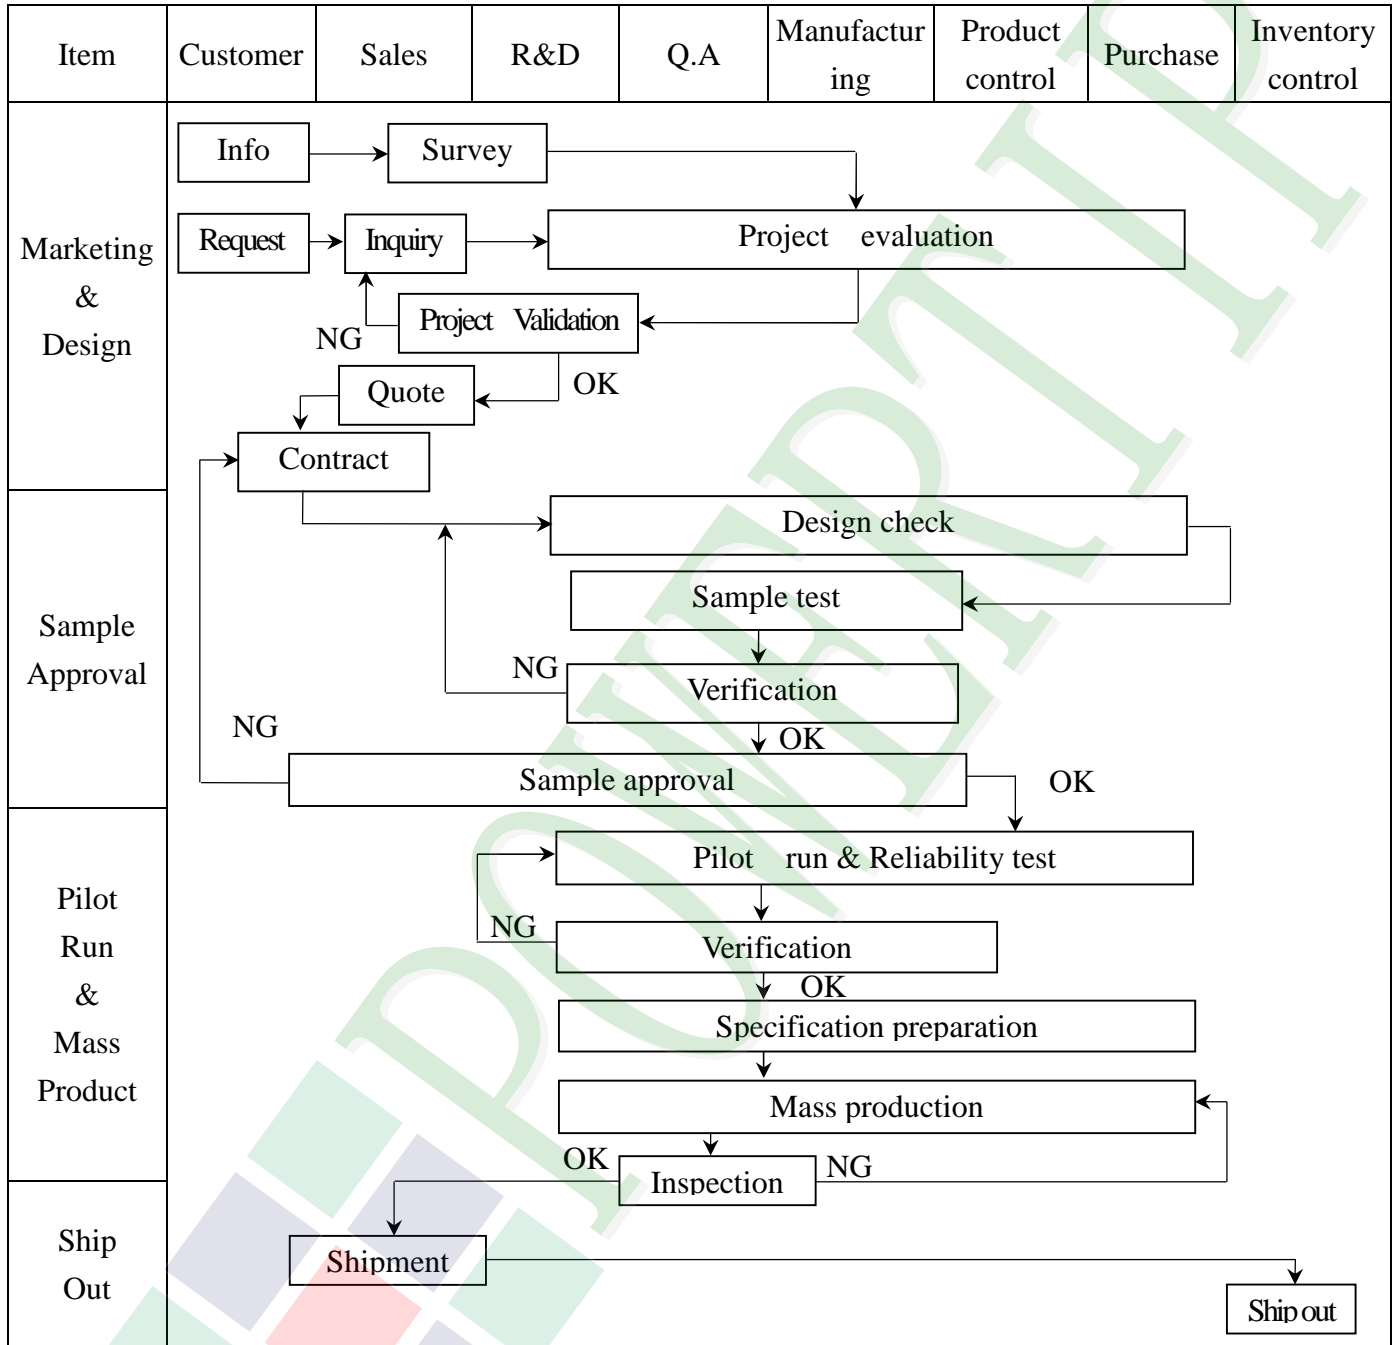 Item
Customer
Sales
R&D
Q.A
Manufactur
ing
Product
control
Purchase
Inventory
control
Marketing
&
Design
Info
Survey
Request
Inquiry
Project evaluation
NG
Project Validation
Quote
OK
Contract
Sample
Approval
Design check
Sample test
NG
Verification
NG
OK
Sample approval
OK
Pilot
Run
&
Mass
Product
Pilot run & Reliability test
NG
Verification
OK
Specification preparation
Mass production
OK
Inspection
NG
Ship
Out
Shipment
Ship out
POWERTIP